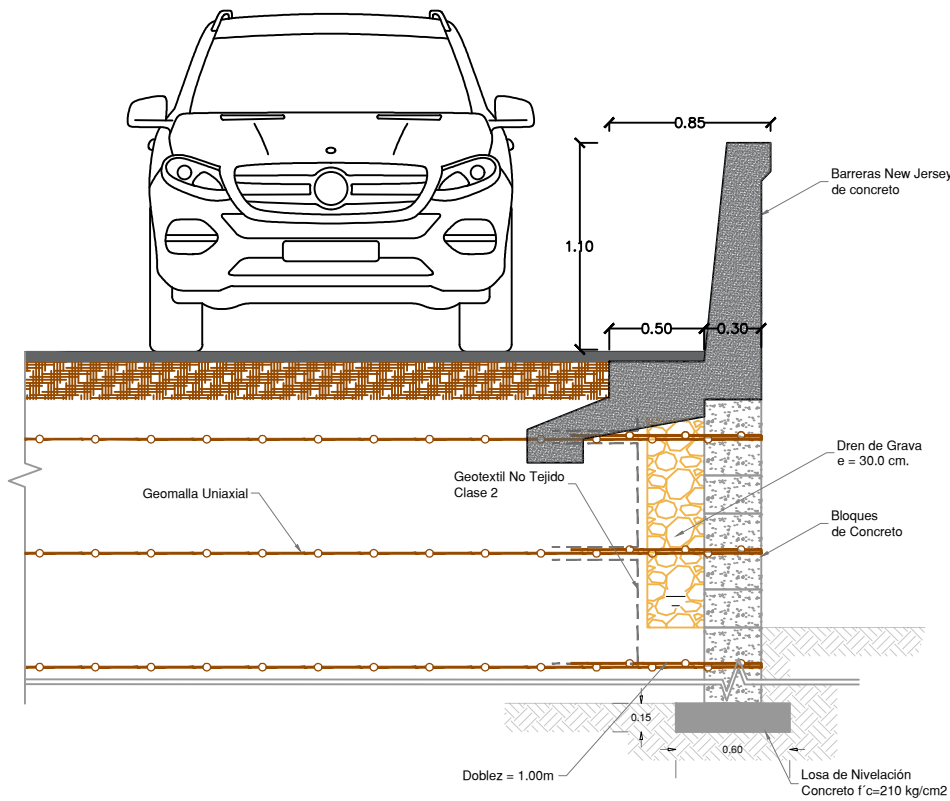 0.85
Barreras New Jersey
de concreto
1.10
0.50
0.30
Dren de Grava
e = 30.0 cm.
Geotextil No Tejido
Clase 2
Geomalla Uniaxial
Bloques
de Concreto
0.15
0.60
Doblez = 1.00m
Losa de Nivelación
Concreto f´c=210 kg/cm2